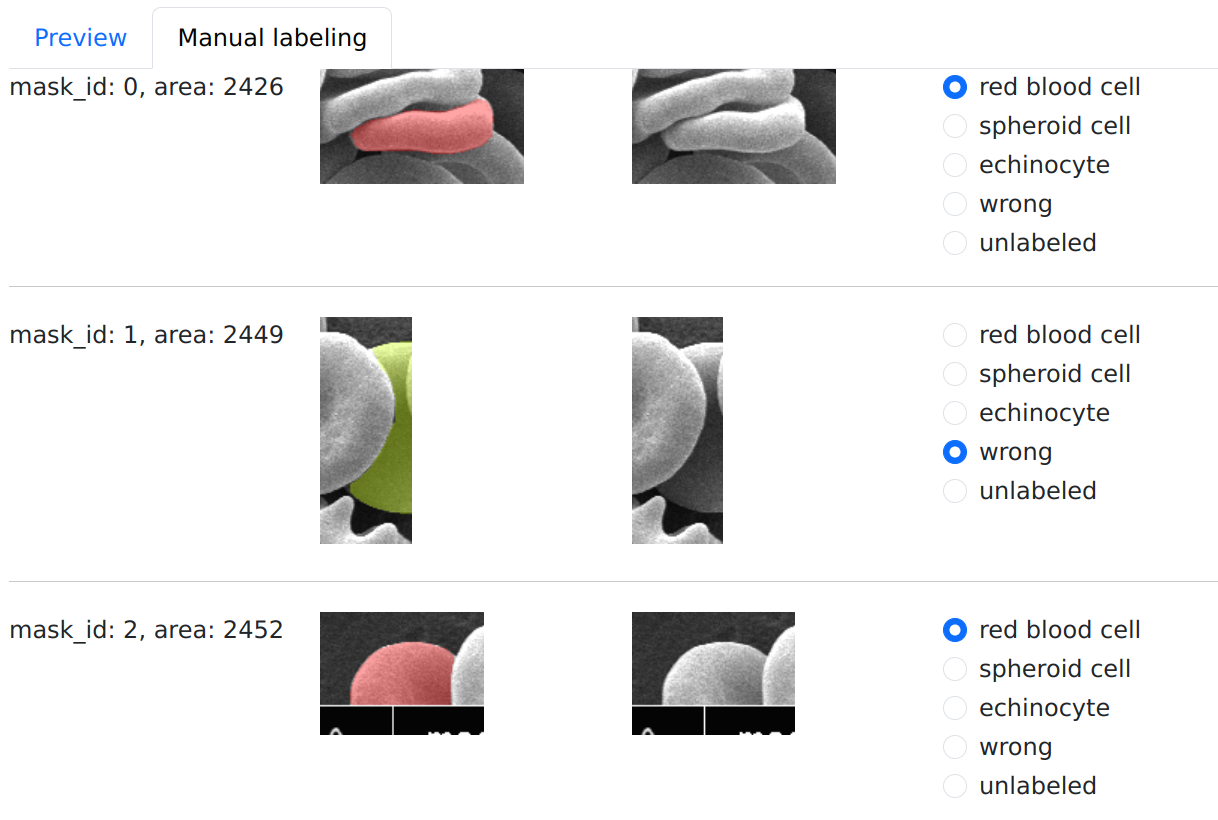 Preview
Manual labeling
mask_id: 0, area: 2426
red blood cell
spheroid cell
echinocyte
wrong
unlabeled
mask_id: 1, area: 2449
red blood cell
spheroid cell
echinocyte
wrong
unlabeled
mask_id: 2, area: 2452
red blood cell
spheroid cell
echinocyte
wrong
unlabeled